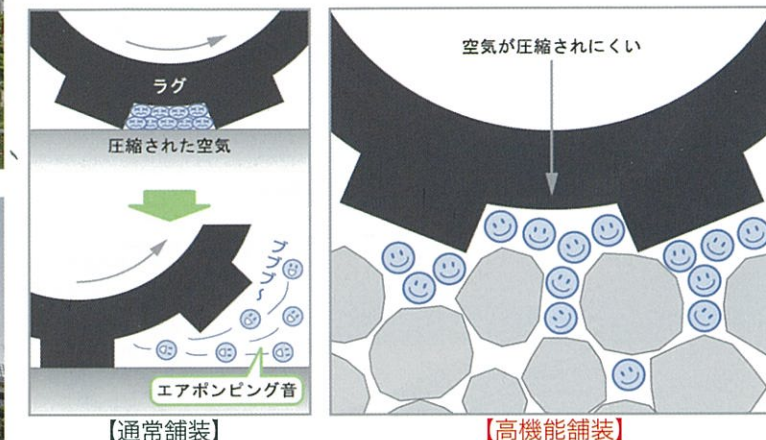 ラグ
圧縮された空気
ブブブ〜
エアポンピング音
【通常舗装】
空気が圧縮されにくい
【高機能舗装】